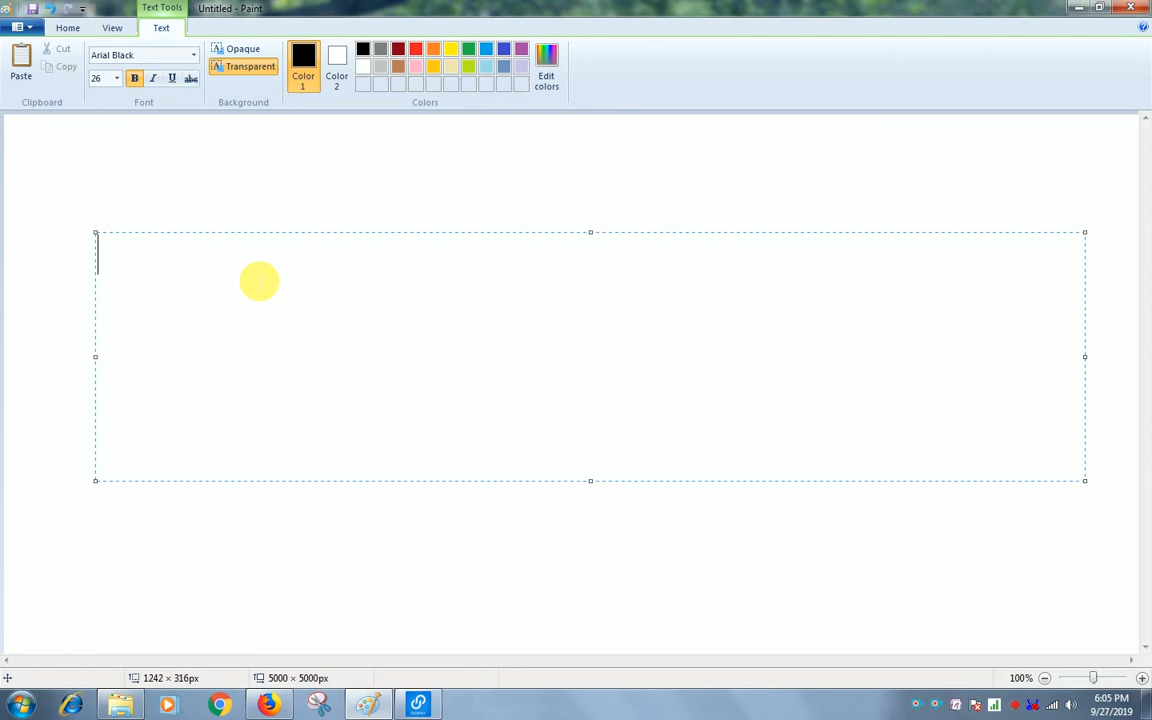 Text Tools
Untitled - Paint
Home
View
Text
Paste
Cut
Copy
Clipboard
Arial Black
26
B
I
U
abc
Font
Opaque
Transparent
Background
Color
1
Color
2
Edit
colors
Colors
1242 × 316px
5000 × 5000px
100%
6:05 PM
9/27/2019